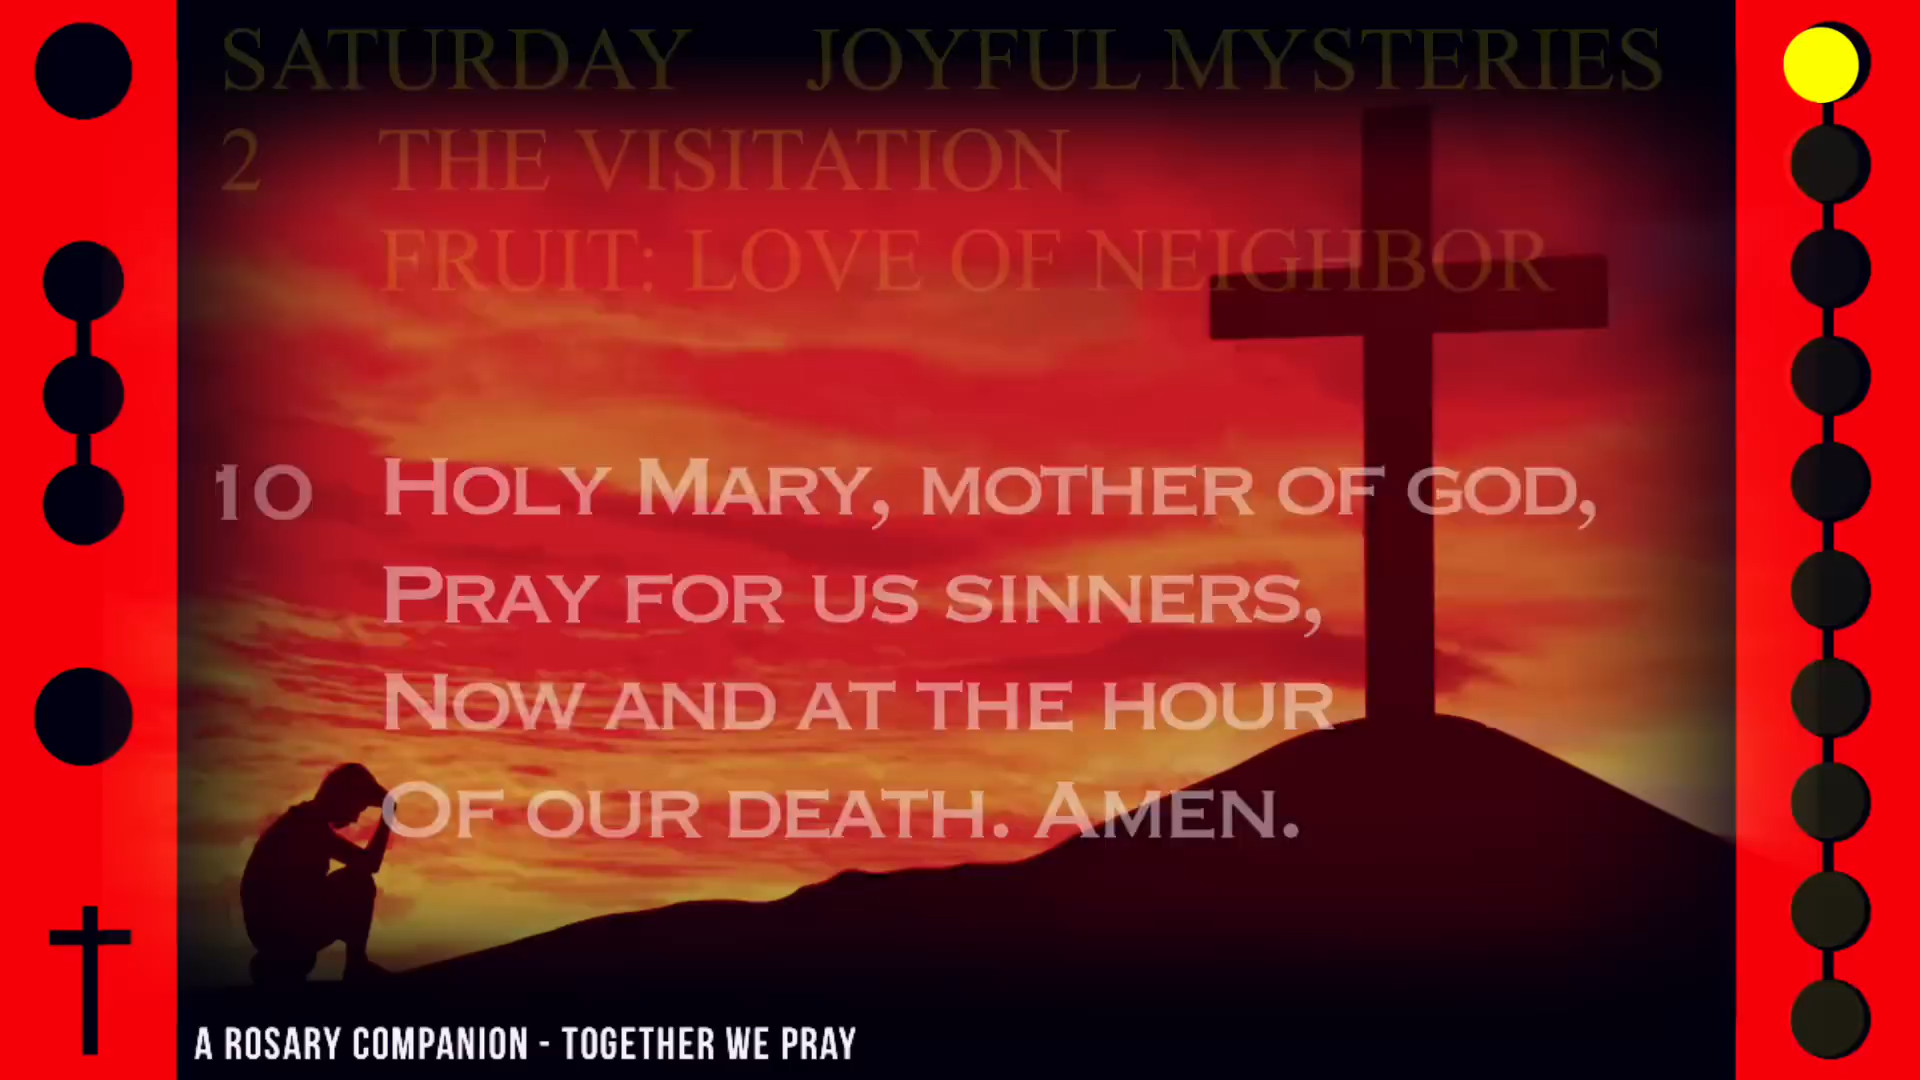 SATURDAY JOYFUL MYSTERIES
2 THE VISITATION
FRUIT: LOVE OF NEIGHBOR
10 HOLY MARY, MOTHER OF GOD,
PRAY FOR US SINNERS,
NOW AND AT THE HOUR
OF OUR DEATH. AMEN.
A ROSARY COMPANION - TOGETHER WE PRAY